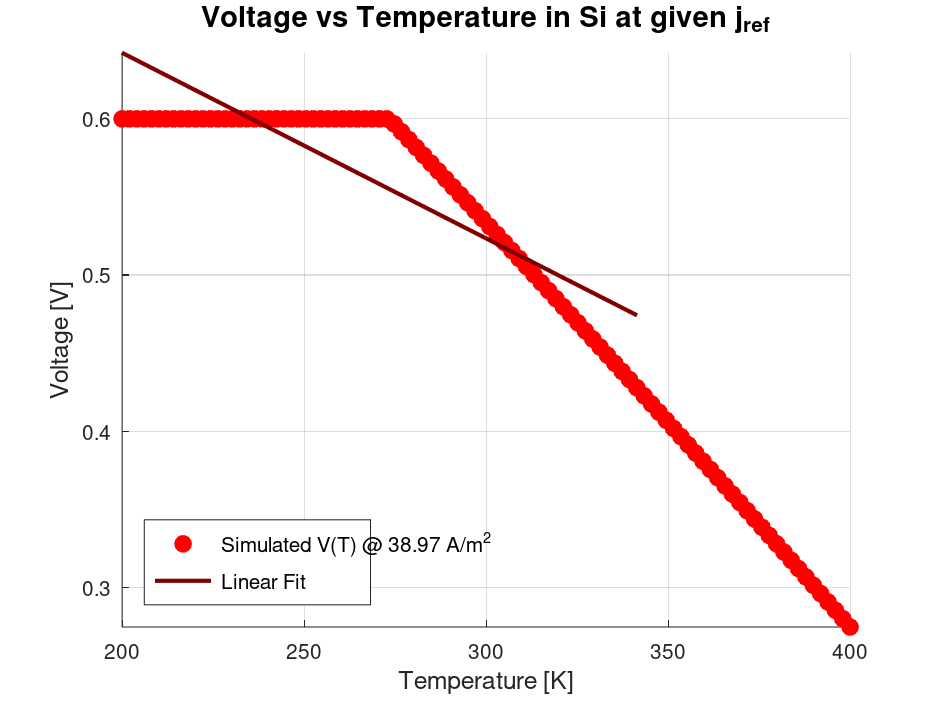 Voltage vs Temperature in Si at given jref
0.6
0.5
0.4
0.3
Voltage [V]
Simulated V(T) @ 38.97 A/m2
Linear Fit
200 250 300 350 400
Temperature [K]